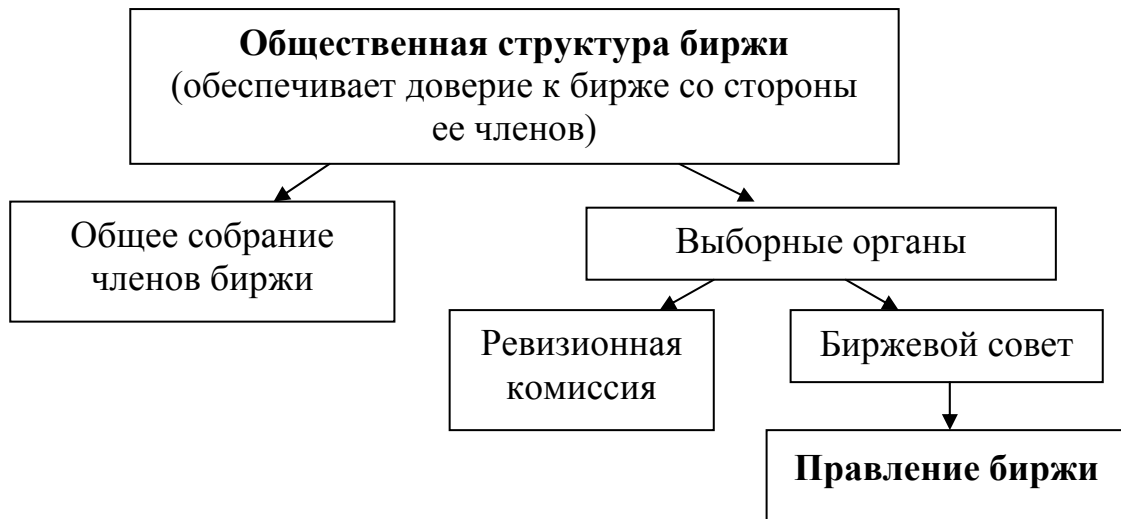 Общественная структура биржи
(обеспечивает доверие к бирже со стороны
ее членов)
Общее собрание
членов биржи
Выборные органы
Ревизионная
комиссия
Биржевой совет
Правление биржи